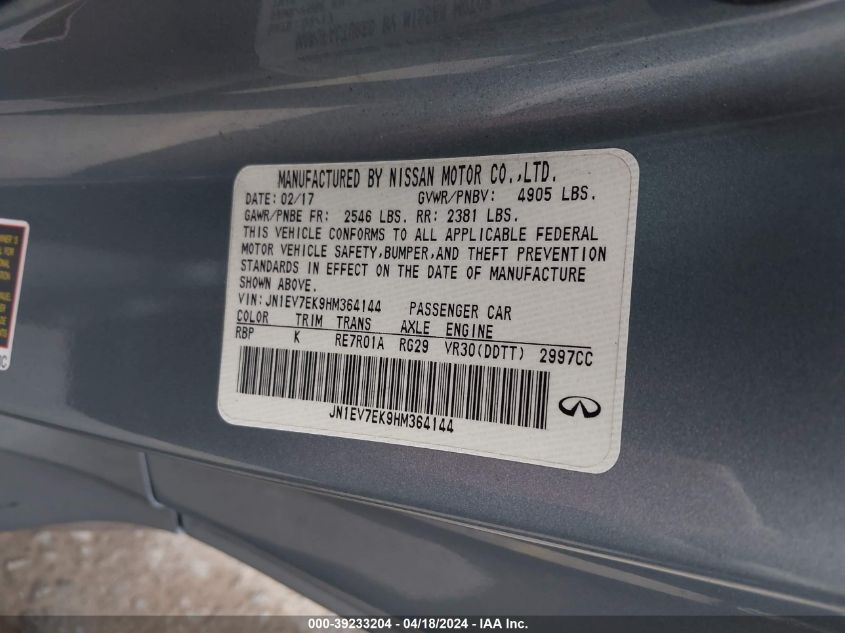 MANUFACTURED BY NISSAN MOTOR CO.,LTD.
DATE: 02/17 GVWR/PNBV: 4905 LBS.
GAWR/PNBE FR: 2546 LBS. RR: 2381 LBS.
THIS VEHICLE CONFORMS TO ALL APPLICABLE FEDERAL
MOTOR VEHICLE SAFETY,BUMPER,AND THEFT PREVENTION
STANDARDS IN EFFECT ON THE DATE OF MANUFACTURE
SHOWN ABOVE.
VIN:JN1EV7EK9HM364144 PASSENGER CAR
COLOR TRIM TRANS AXLE ENGINE
RBP K RE7R01A RG29 VR30(DDTT) 2997CC
JN1EV7EK9HM364144
000-39233204 - 04/18/2024 - IAA Inc.